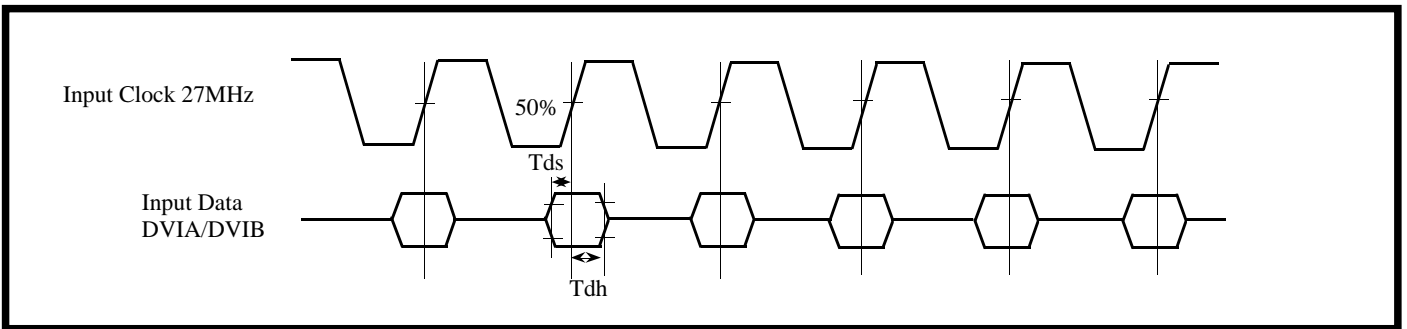 Input Clock 27MHz
50%
Tds
Input Data
DVIA/DVIB
Tdh